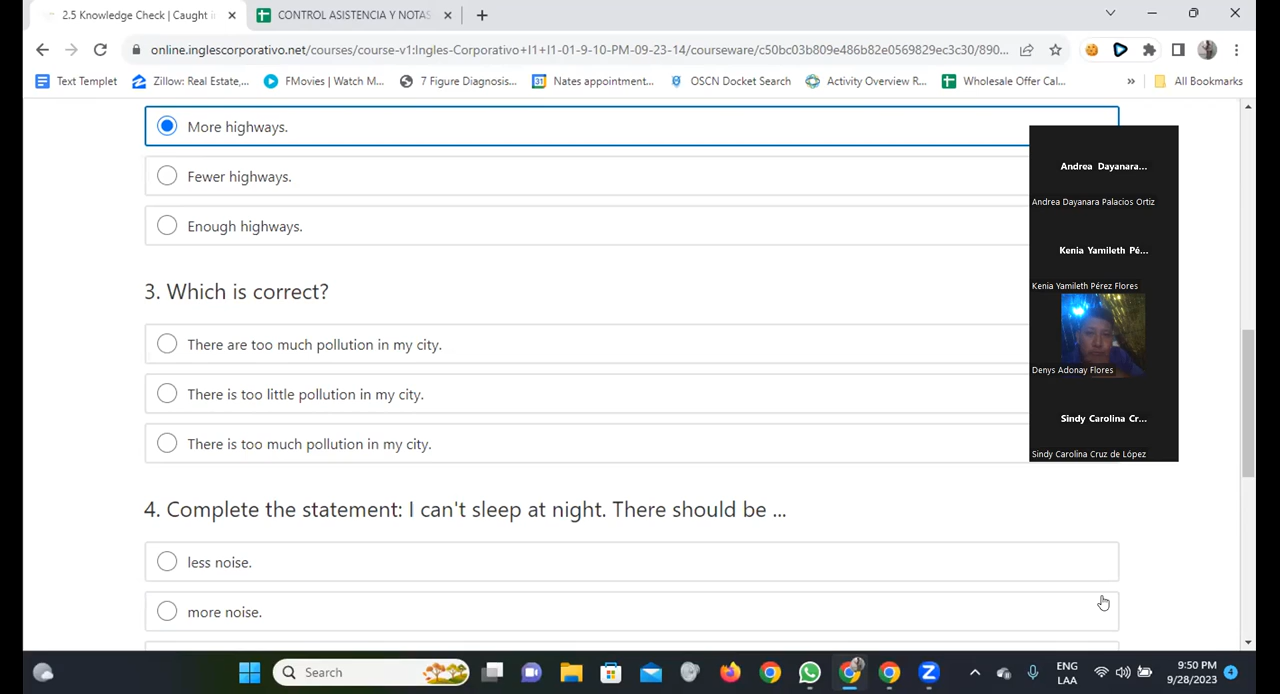 2.5 Knowledge Check | Caught i
CONTROL ASISTENCIA Y NOTAS
online.inglescorporativo.net/courses/course-v1:Ingles-Corporativo+I1+I1-01-9-10-PM-09-23-14/courseware/c50bc03b809e486b82e0569829ec3c30/890...
Text Templet
Zillow: Real Estate,...
FMovies | Watch M...
7 Figure Diagnosis...
Nates appointment...
OSCN Docket Search
Activity Overview R...
Wholesale Offer Cal...
»
All Bookmarks
More highways.
Fewer highways.
Enough highways.
3. Which is correct?
There are too much pollution in my city.
There is too little pollution in my city.
There is too much pollution in my city.
4. Complete the statement: I can't sleep at night. There should be ...
less noise.
more noise.
Andrea Dayanara...
Andrea Dayanara Palacios Ortiz
Kenia Yamileth Pé...
Kenia Yamileth Pérez Flores
Denys Adonay Flores
Sindy Carolina Cr...
Sindy Carolina Cruz de López
Search
ENG
LAA
9:50 PM
9/28/2023
4